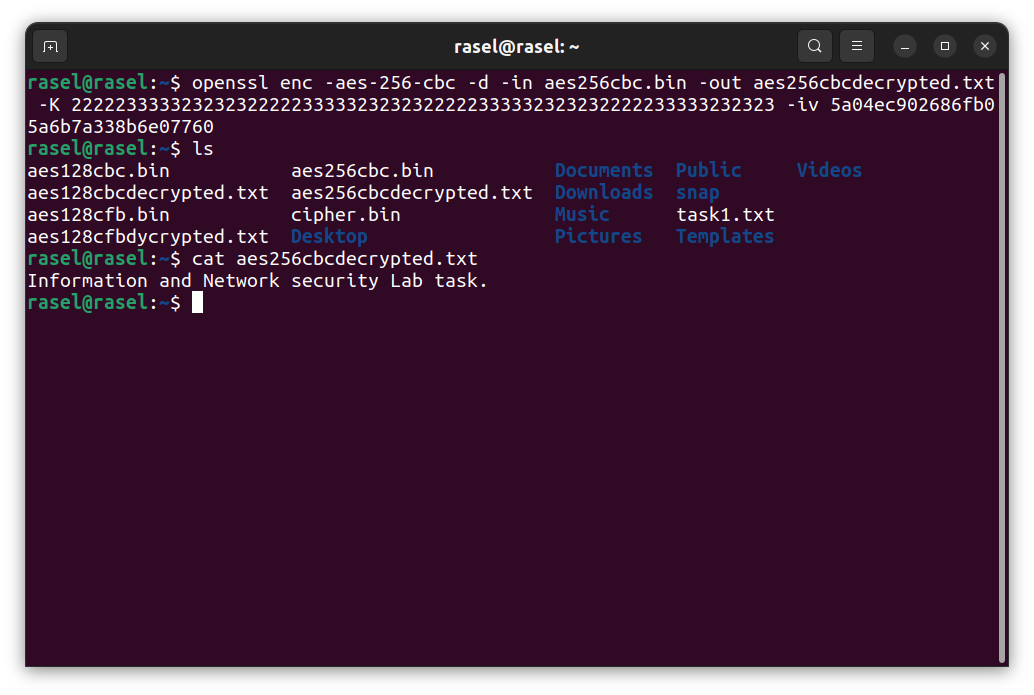 rasel@rasel: ~
rasel@rasel:~$ openssl enc -aes-256-cbc -d -in aes256cbc.bin -out aes256cbcdecrypted.txt
-K 2222233333232323222223333323232322222333332323232222233333232323 -iv 5a04ec902686fb0
5a6b7a338b6e07760
rasel@rasel:~$ ls
aes128cbc.bin aes256cbc.bin Documents Public Videos
aes128cbcdecrypted.txt aes256cbcdecrypted.txt Downloads snap
aes128cfb.bin cipher.bin Music task1.txt
aes128cfbdycrypted.txt Desktop Pictures Templates
rasel@rasel:~$ cat aes256cbcdecrypted.txt
Information and Network security Lab task.
rasel@rasel:~$